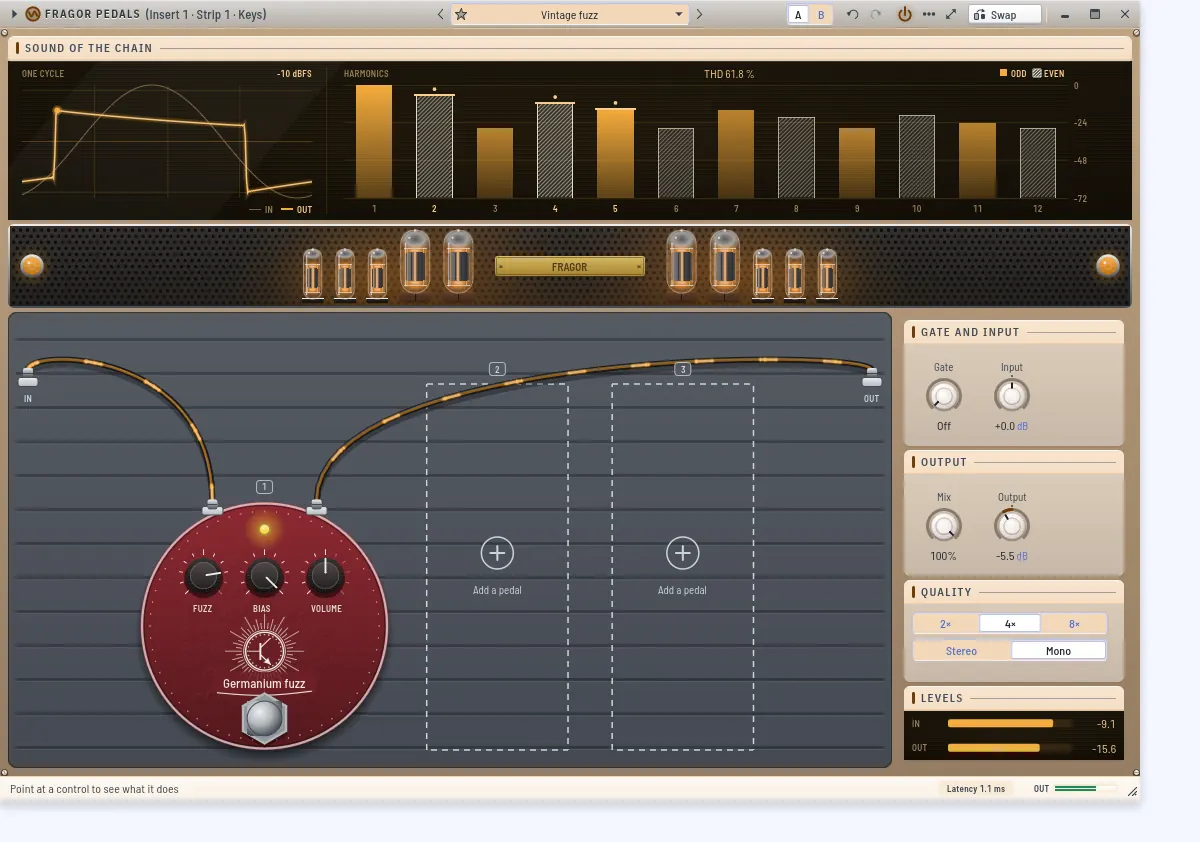 FRAGOR PEDALS (Insert 1 · Strip 1 · Keys)
Vintage fuzz
A B
Swap
SOUND OF THE CHAIN
ONE CYCLE
-10 dBFS
IN OUT
HARMONICS
THD 61.8 %
ODD EVEN
0
-24
-48
-72
1 2 3 4 5 6 7 8 9 10 11 12
FRAGOR
IN
OUT
1
2
3
FUZZ
BIAS
VOLUME
Germanium fuzz
Add a pedal
Add a pedal
GATE AND INPUT
Gate
Input
Off
+0.0 dB
OUTPUT
Mix
Output
100%
-5.5 dB
QUALITY
2×
4×
8×
Stereo
Mono
LEVELS
IN
-9.1
OUT
-15.6
Point at a control to see what it does
Latency 1.1 ms
OUT